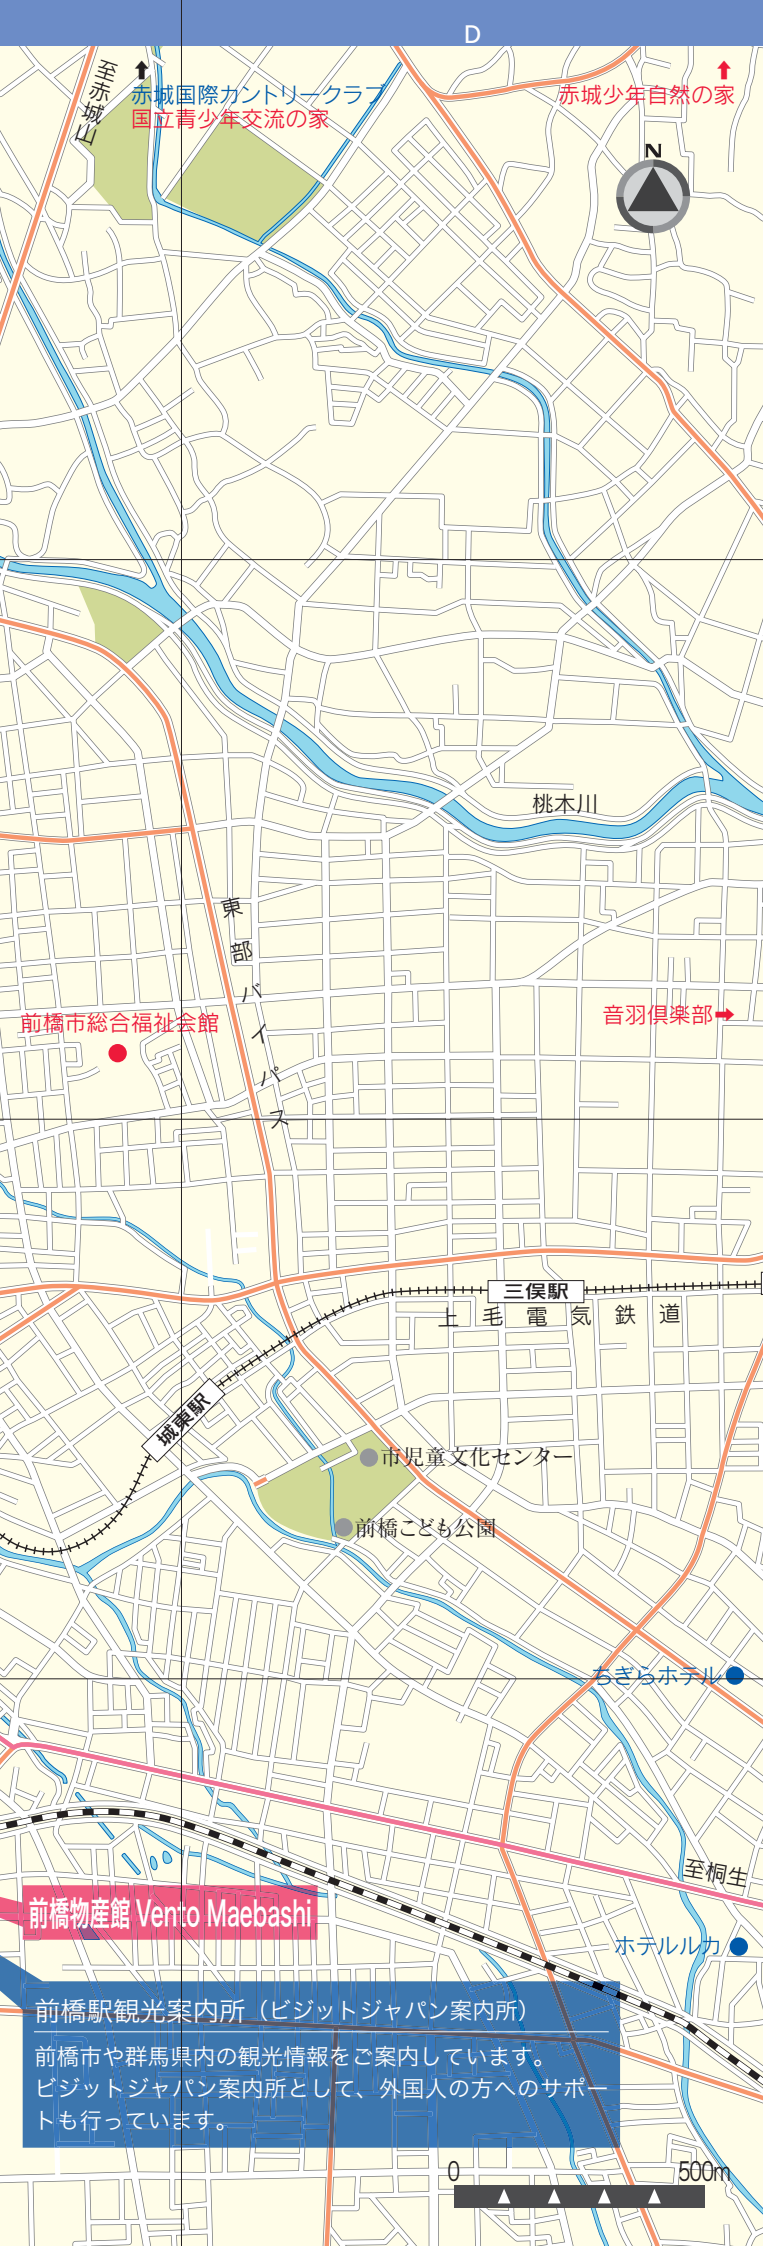 D
至赤城山
赤城国際カントリークラブ
国立青少年交流の家
赤城少年自然の家
N
桃木川
東部バイパス
前橋市総合福祉会館
音羽倶楽部
三俣駅
上毛電気鉄道
城東駅
市児童文化センター
前橋こども公園
ちぎらホテル
至桐生
前橋物産館 Vento Maebashi
ホテルルカ
前橋駅観光案内所（ビジットジャパン案内所）
前橋市や群馬県内の観光情報をご案内しています。
ビジットジャパン案内所として、外国人の方へのサポー
トも行っています。
0 500m